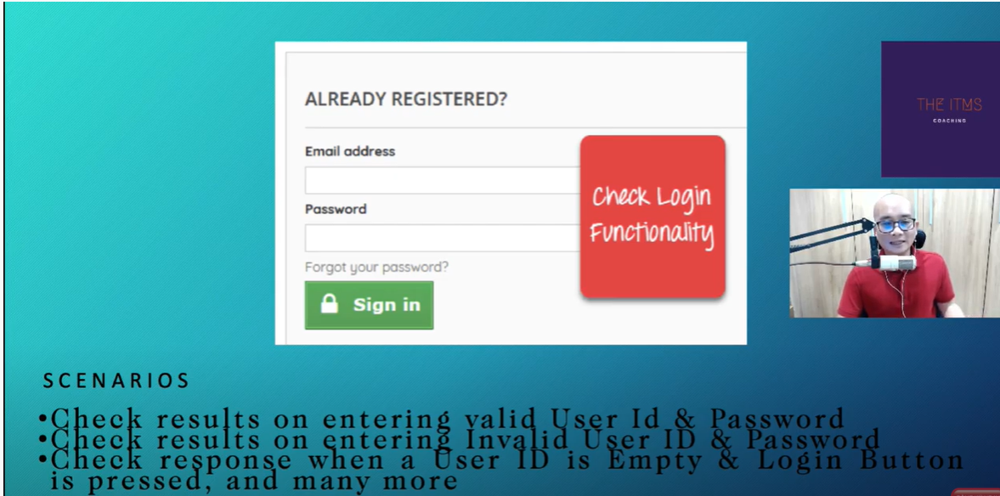 ALREADY REGISTERED?
Email address
Password
Forgot your password?
Sign in
Check Login
Functionality
THE ITMS
COACHING
SCENARIOS
•Check results on entering valid User Id & Password
•Check results on entering Invalid User ID & Password
•Check response when a User ID is Empty & Login Button
is pressed, and many more